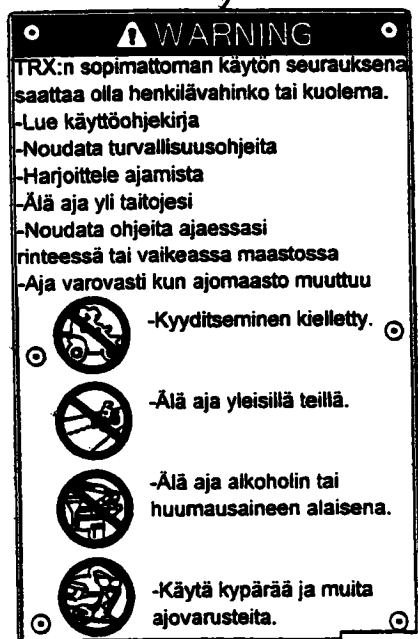 WARNING
TRX:n sopimattoman käytön seurauksena
saattaa olla henkilävahinko tai kuolema.
-Lue käyttöohjekirja
-Noudata turvallisuusohjeita
-Harjoittele ajamista
-Älä aja yli taitojesi
-Noudata ohjeita ajaessasi
rinteessä tai vaikeassa maastossa
-Aja varovasti kun ajomaasto muuttuu
-Kyyditseminen kielletty.
-Älä aja yleisillä teillä.
-Älä aja alkoholin tai
huumausaineen alaisena.
-Käytä kypärää ja muita
ajovarusteita.